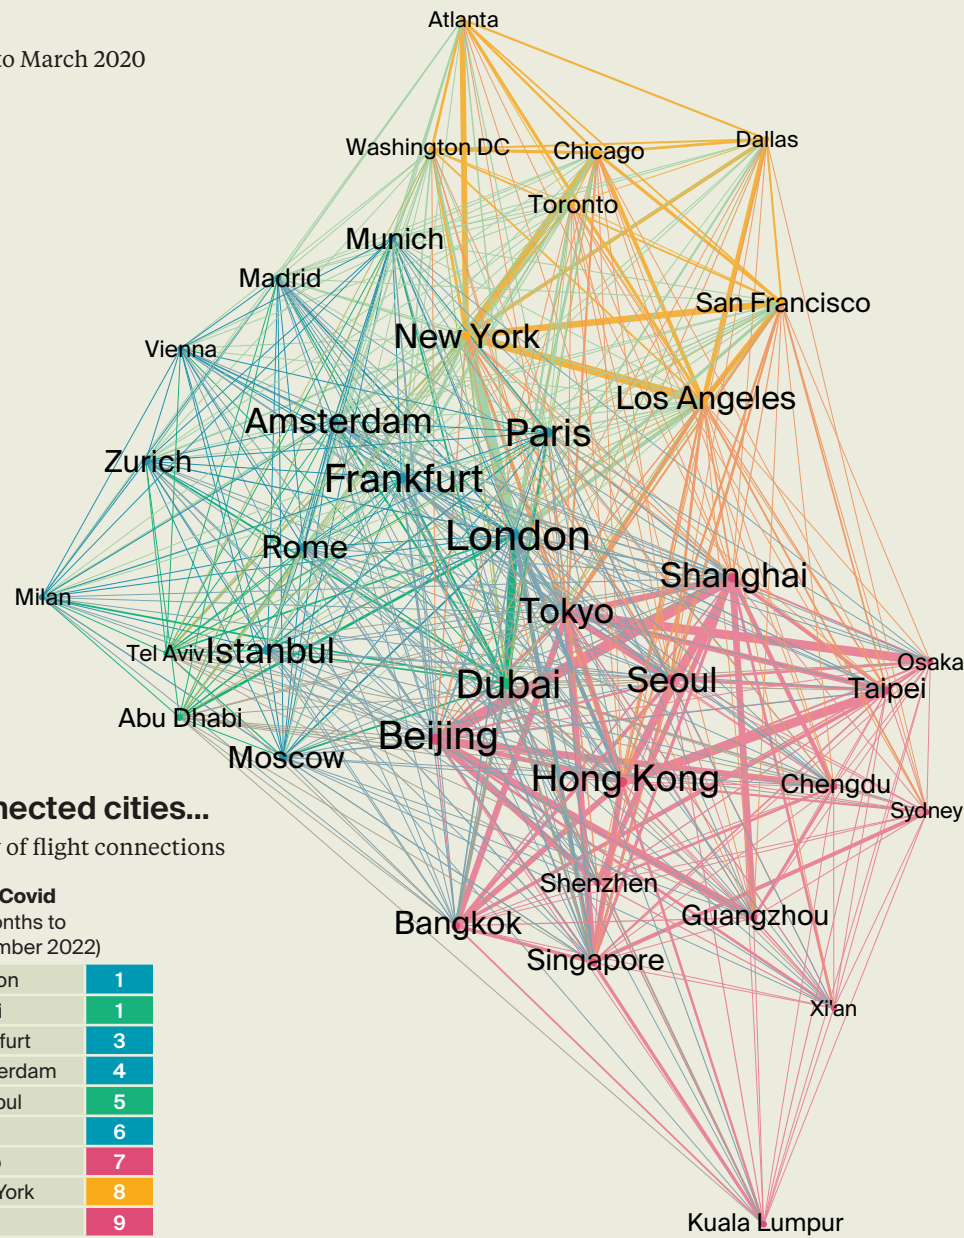 Atlanta
to March 2020
Washington DC
Chicago
Dallas
Toronto
Munich
Madrid
San Francisco
New York
Vienna
Los Angeles
Amsterdam
Paris
Zurich
Frankfurt
London
Rome
Shanghai
Milan
Tokyo
Tel Aviv
Istanbul
Osaka
Dubai
Seoul
Taipei
Abu Dhabi
Beijing
Moscow
Hong Kong
Chengdu
Sydney
nected cities...
of flight connections
Shenzhen
Covid
Bangkok
Guangzhou
onths to
mber 2022)
Singapore
on 1
i 1
Xi'an
furt 3
erdam 4
bul 5
6
7
York 8
9
Kuala Lumpur